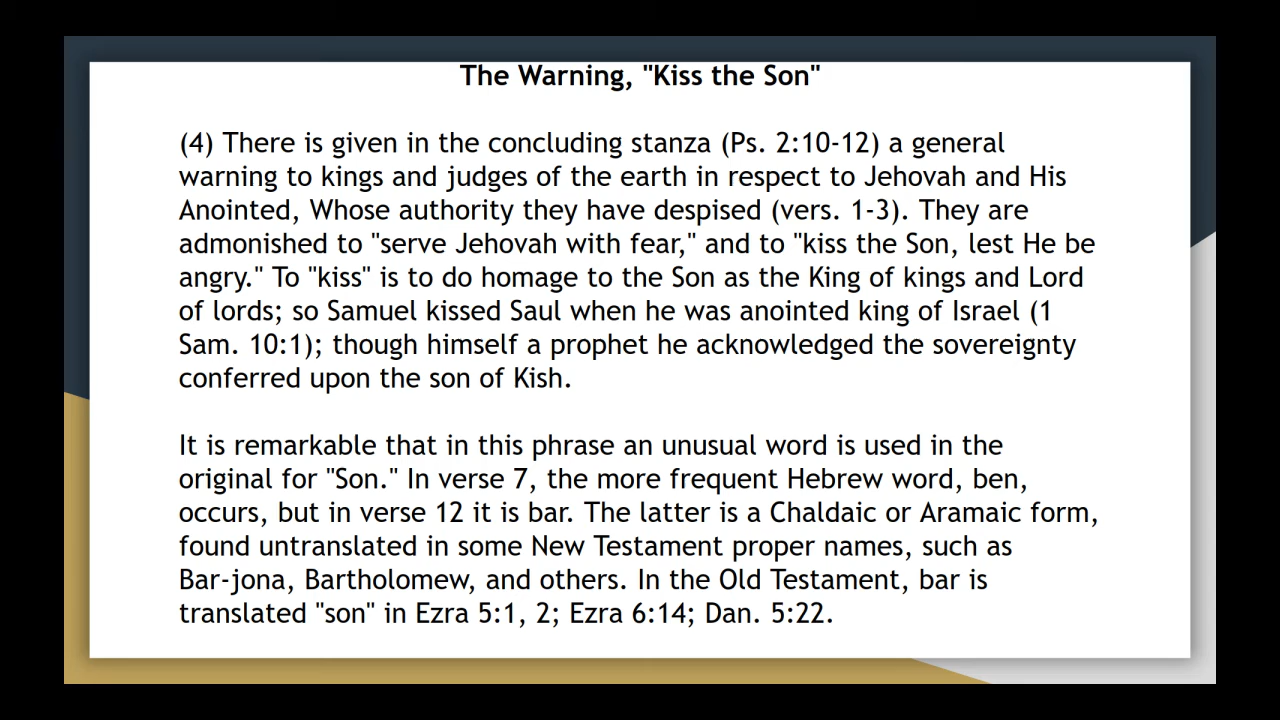 The Warning, "Kiss the Son"
(4) There is given in the concluding stanza (Ps. 2:10-12) a general
warning to kings and judges of the earth in respect to Jehovah and His
Anointed, Whose authority they have despised (vers. 1-3). They are
admonished to "serve Jehovah with fear," and to "kiss the Son, lest He be
angry." To "kiss" is to do homage to the Son as the King of kings and Lord
of lords; so Samuel kissed Saul when he was anointed king of Israel (1
Sam. 10:1); though himself a prophet he acknowledged the sovereignty
conferred upon the son of Kish.
It is remarkable that in this phrase an unusual word is used in the
original for "Son." In verse 7, the more frequent Hebrew word, ben,
occurs, but in verse 12 it is bar. The latter is a Chaldaic or Aramaic form,
found untranslated in some New Testament proper names, such as
Bar-jona, Bartholomew, and others. In the Old Testament, bar is
translated "son" in Ezra 5:1, 2; Ezra 6:14; Dan. 5:22.